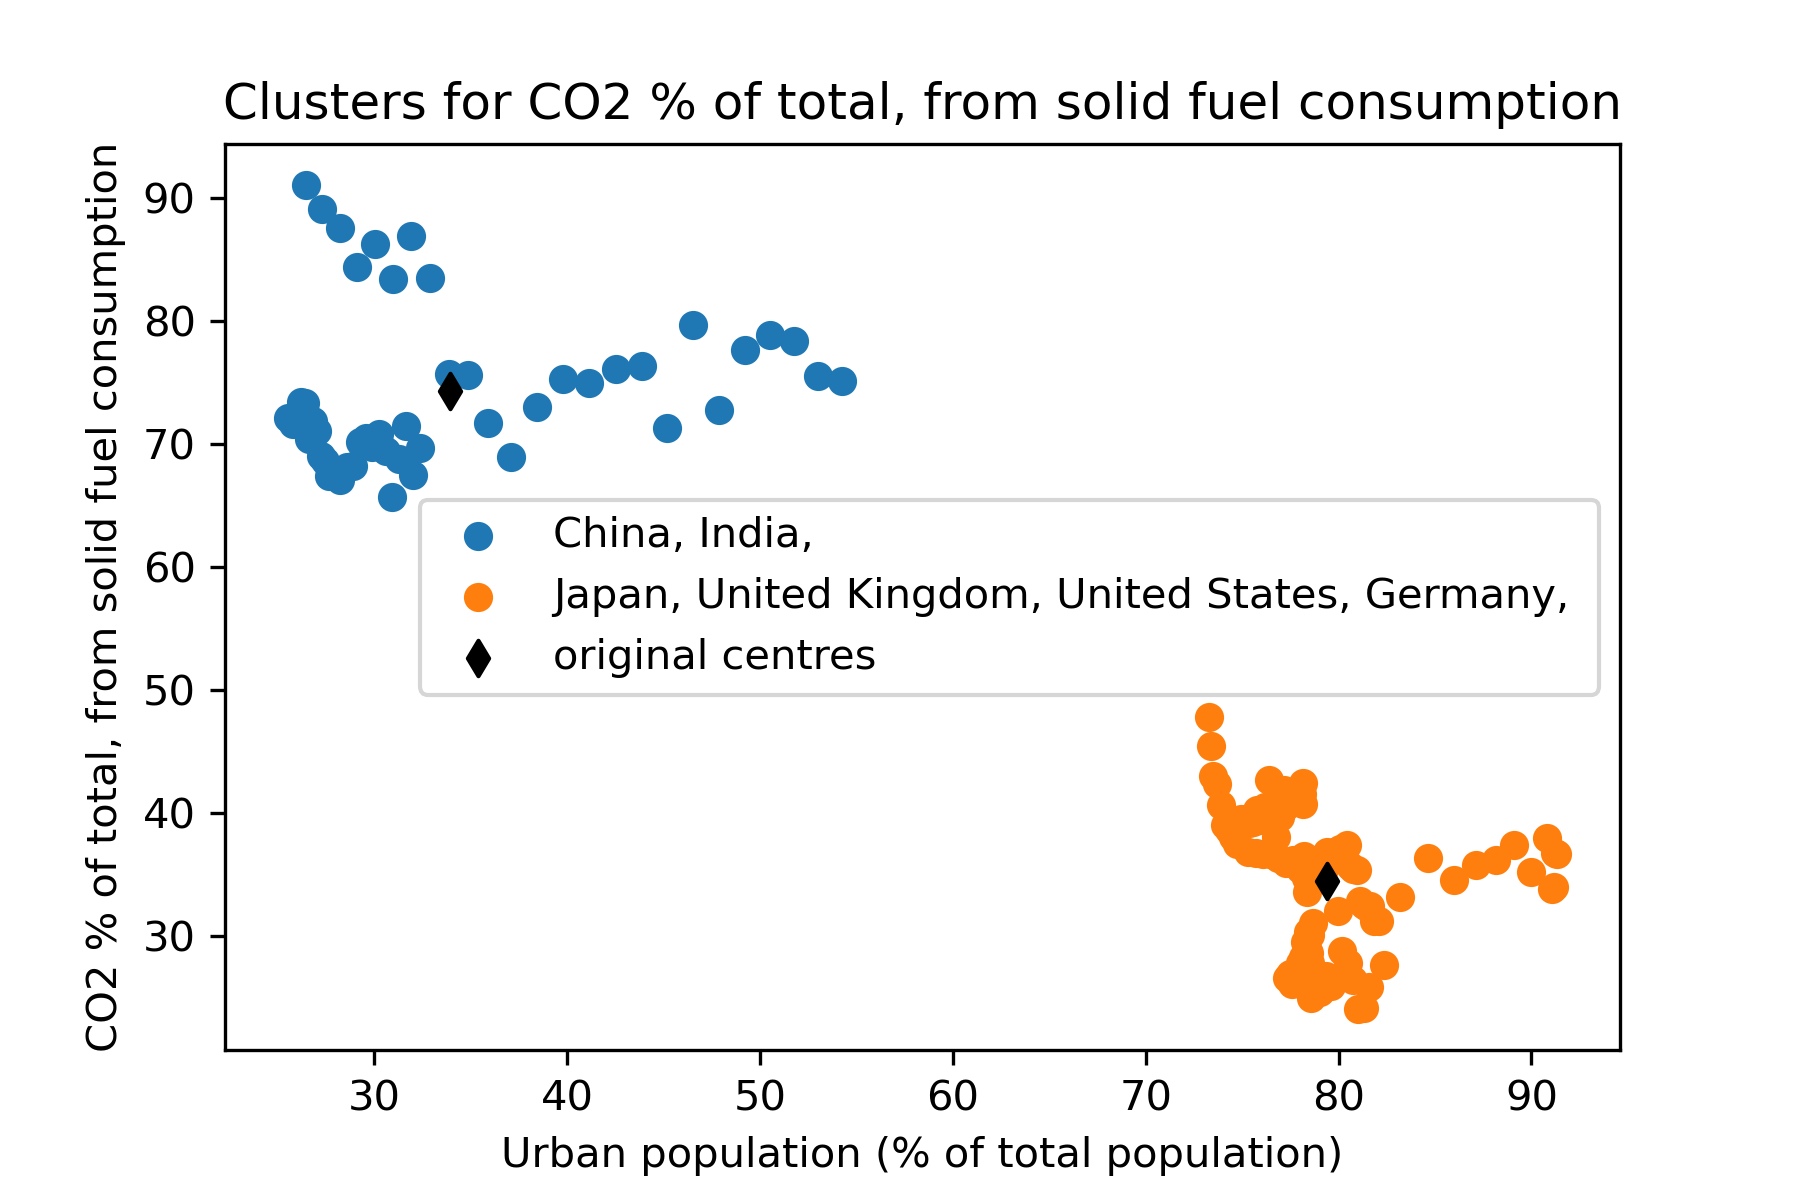 Clusters for CO2 % of total, from solid fuel consumption
CO2 % of total, from solid fuel consumption
90
80
70
60
50
40
30
China, India,
Japan, United Kingdom, United States, Germany,
original centres
30 40 50 60 70 80 90
Urban population (% of total population)